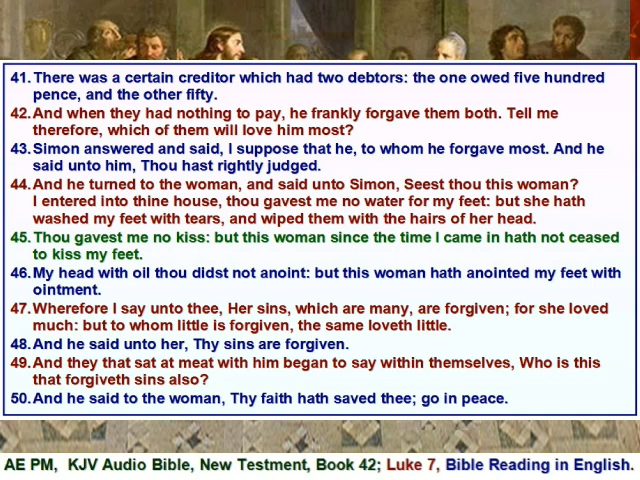 41. There was a certain creditor which had two debtors: the one owed five hundred
pence, and the other fifty.
42. And when they had nothing to pay, he frankly forgave them both. Tell me
therefore, which of them will love him most?
43. Simon answered and said, I suppose that he, to whom he forgave most. And he
said unto him, Thou hast rightly judged.
44. And he turned to the woman, and said unto Simon, Seest thou this woman?
I entered into thine house, thou gavest me no water for my feet: but she hath
washed my feet with tears, and wiped them with the hairs of her head.
45. Thou gavest me no kiss: but this woman since the time I came in hath not ceased
to kiss my feet.
46. My head with oil thou didst not anoint: but this woman hath anointed my feet with
ointment.
47. Wherefore I say unto thee, Her sins, which are many, are forgiven; for she loved
much: but to whom little is forgiven, the same loveth little.
48. And he said unto her, Thy sins are forgiven.
49. And they that sat at meat with him began to say within themselves, Who is this
that forgiveth sins also?
50. And he said to the woman, Thy faith hath saved thee; go in peace.
AE PM, KJV Audio Bible, New Testment, Book 42; Luke 7, Bible Reading in English.